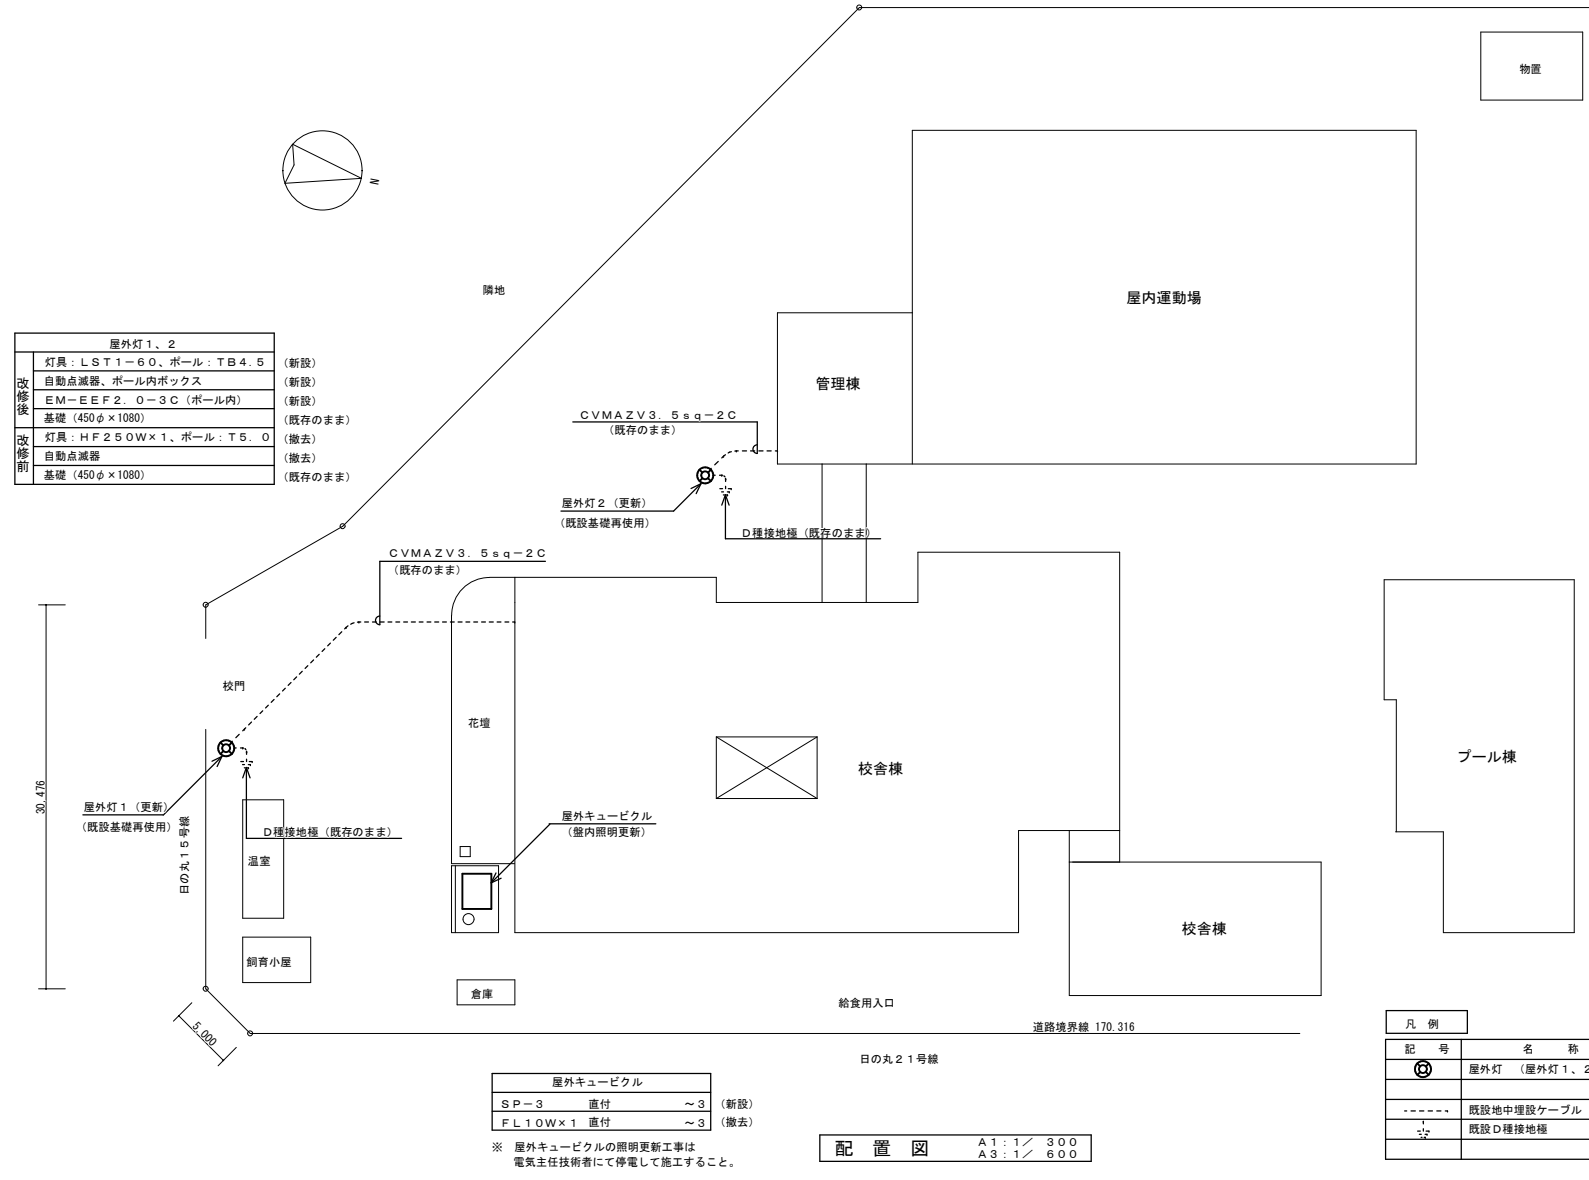 物置
N
隣地
屋内運動場
管理棟
屋外灯１、２
改修後
灯具：ＬＳＴ１－６０、ポール：ＴＢ４．５ （新設）
自動点滅器、ポール内ボックス （新設）
ＥＭ－ＥＥＦ２．０－３Ｃ（ポール内） （新設）
基礎（450φ×1080） （既存のまま）
改修前
灯具：ＨＦ２５０Ｗ×１、ポール：Ｔ５．０ （撤去）
自動点滅器 （撤去）
基礎（450φ×1080） （既存のまま）
ＣＶＭＡＺＶ３．５ｓｑ－２Ｃ
（既存のまま）
屋外灯２（更新）
（既設基礎再使用）
Ｄ種接地極（既存のまま）
ＣＶＭＡＺＶ３．５ｓｑ－２Ｃ
（既存のまま）
校門
花壇
校舎棟
プール棟
30.476
屋外灯１（更新）
（既設基礎再使用）
日の丸１５号線
Ｄ種接地極（既存のまま）
温室
屋外キュービクル
（盤内照明更新）
校舎棟
飼育小屋
倉庫
給食用入口
5.000
道路境界線 170.316
日の丸２１号線
屋外キュービクル
ＳＰ－３ 直付 ～３ （新設）
ＦＬ１０Ｗ×１ 直付 ～３ （撤去）
※ 屋外キュービクルの照明更新工事は
電気主任技術者にて停電して施工すること。
配置図
Ａ１：１／ ３００
Ａ３：１／ ６００
凡 例
記 号 名 称
屋外灯 （屋外灯１、２
既設地中埋設ケーブル
既設Ｄ種接地極